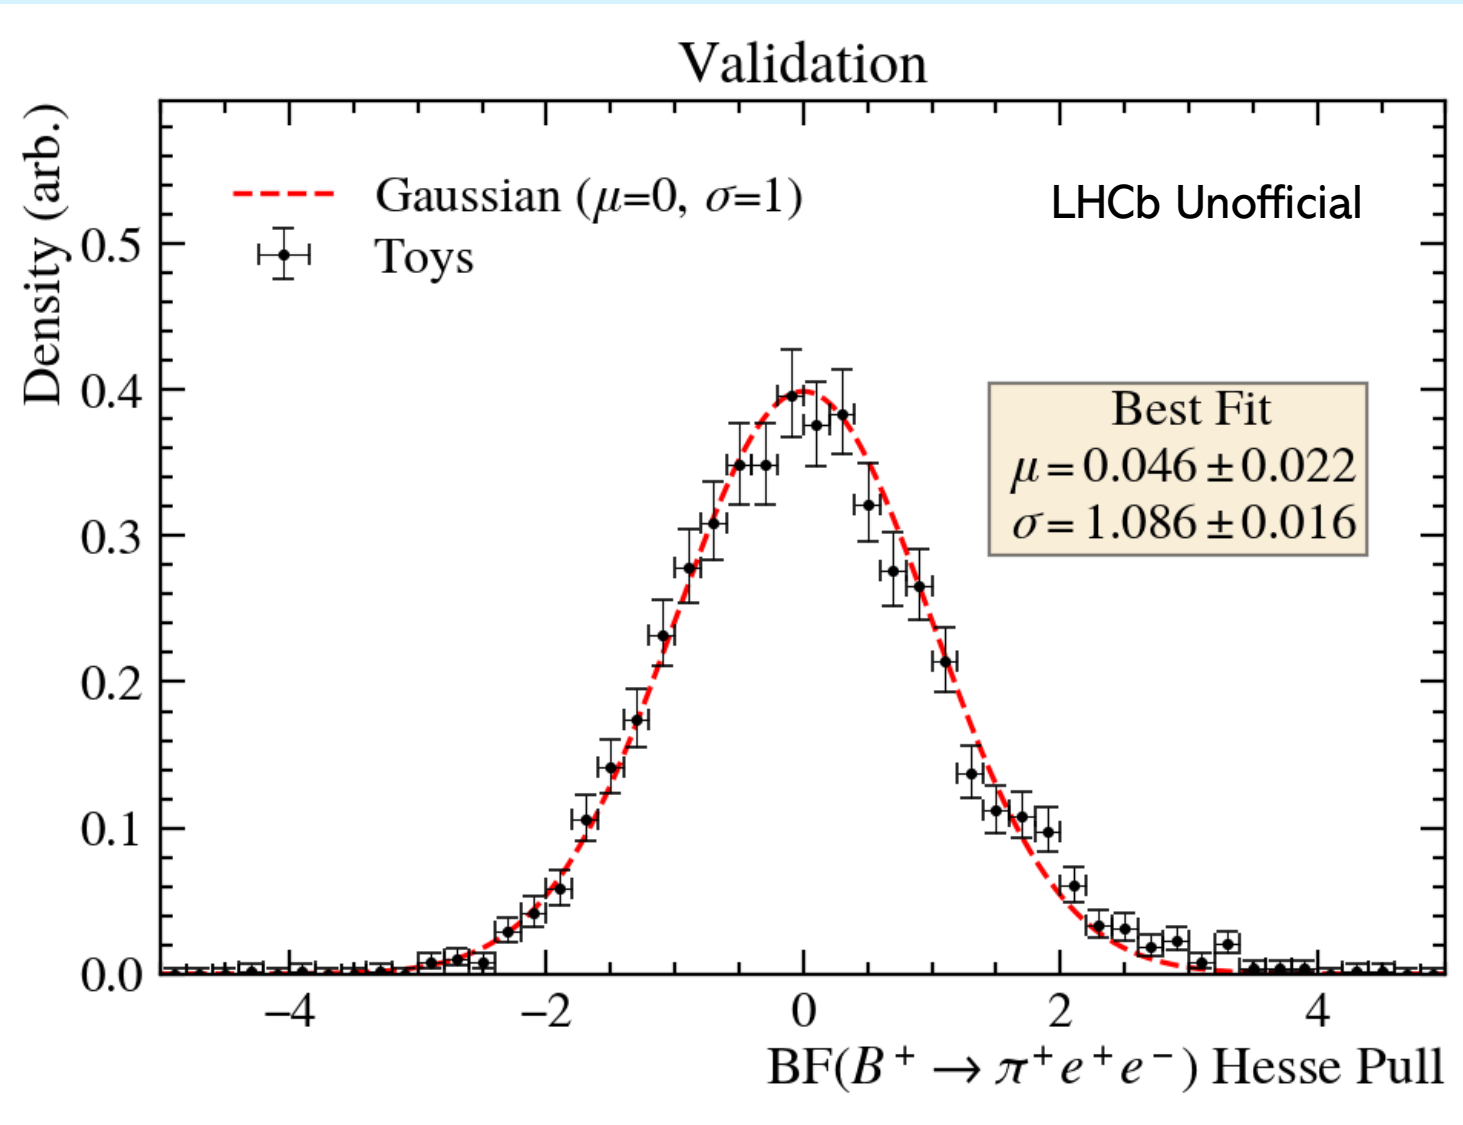 Validation
Density (arb.)
Gaussian (μ=0, σ=1)
Toys
LHCb Unofficial
Best Fit
μ = 0.046 ± 0.022
σ = 1.086 ± 0.016
0.5
0.4
0.3
0.2
0.1
0.0
−4 −2 0 2 4
BF(B⁺ → π⁺e⁺e⁻) Hesse Pull